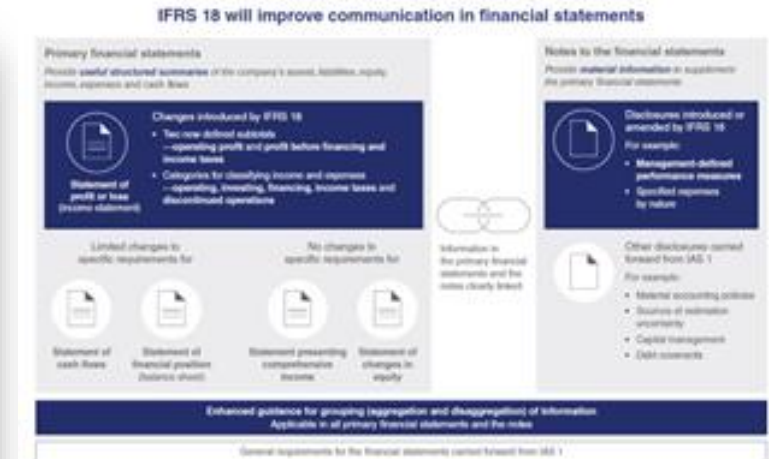 IFRS 18 will improve communication in financial statements
Primary financial statements
Provide useful structured summaries of the company's assets, liabilities, equity,
income, expenses and cash flows
Changes introduced by IFRS 18
• Two new defined subtotals
—operating profit and profit before financing and
income taxes
• Categories for classifying income and expenses
—operating, investing, financing, income taxes and
discontinued operations
Statement of
profit or loss
(income statement)
Limited changes to
specific requirements for
No changes to
specific requirements for
Statement of
cash flows
Statement of
financial position
(balance sheet)
Statement presenting
comprehensive
income
Statement of
changes in
equity
Information in
the primary financial
statements and the
notes clearly linked
Notes to the financial statements
Provide material information to supplement
the primary financial statements
Disclosures introduced or
amended by IFRS 18
For example:
• Management-defined
performance measures
• Specified expenses
by nature
Other disclosures carried
forward from IAS 1
For example:
• Material accounting policies
• Sources of estimation
uncertainty
• Capital management
• Debt covenants
Enhanced guidance for grouping (aggregation and disaggregation) of information
Applicable in all primary financial statements and the notes
General requirements for the financial statements carried forward from IAS 1